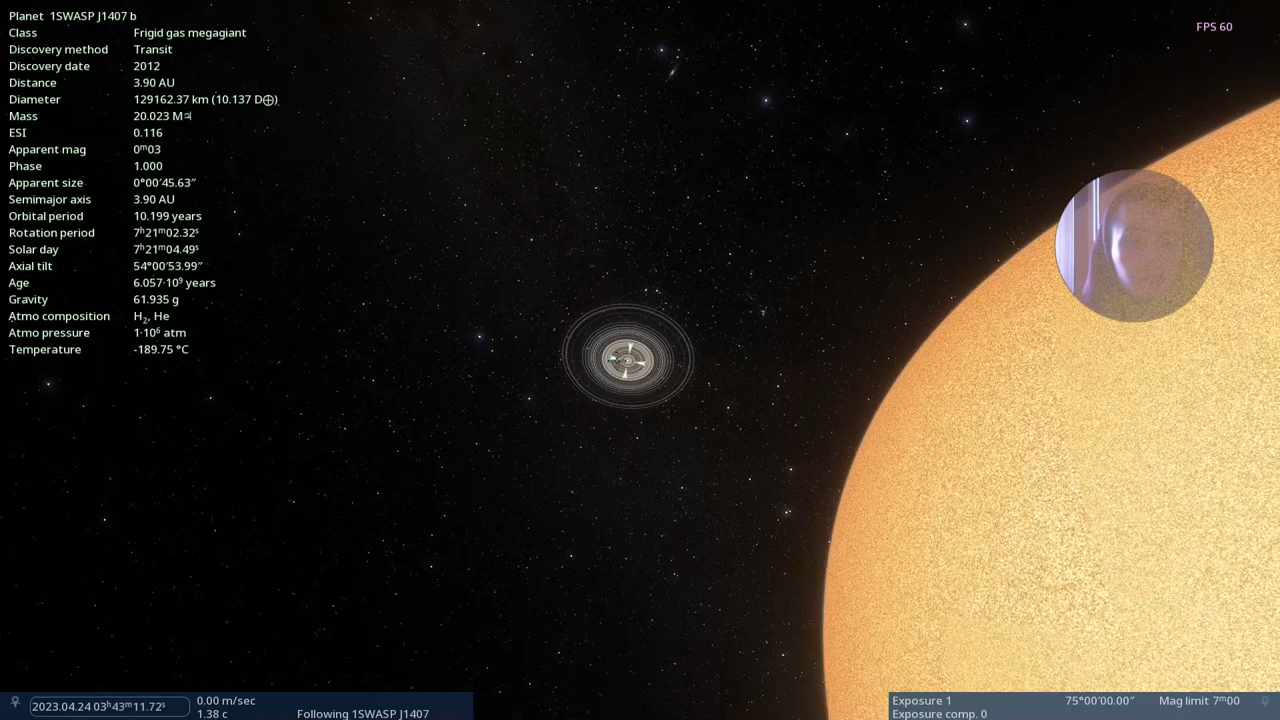 Planet 1SWASP J1407 b
Class Frigid gas megagiant
Discovery method Transit
Discovery date 2012
Distance 3.90 AU
Diameter 129162.37 km (10.137 D⊕)
Mass 20.023 M♃
ESI 0.116
Apparent mag 0ᵐ03
Phase 1.000
Apparent size 0°00′45.63″
Semimajor axis 3.90 AU
Orbital period 10.199 years
Rotation period 7ʰ21ᵐ02.32ˢ
Solar day 7ʰ21ᵐ04.49ˢ
Axial tilt 54°00′53.99″
Age 6.057·10⁹ years
Gravity 61.935 g
Atmo composition H₂, He
Atmo pressure 1·10⁶ atm
Temperature -189.75 °C
FPS 60
2023.04.24 03ʰ43ᵐ11.72ˢ
0.00 m/sec
1.38 c Following 1SWASP J1407
Exposure 1 75°00′00.00″ Mag limit 7ᵐ00
Exposure comp. 0